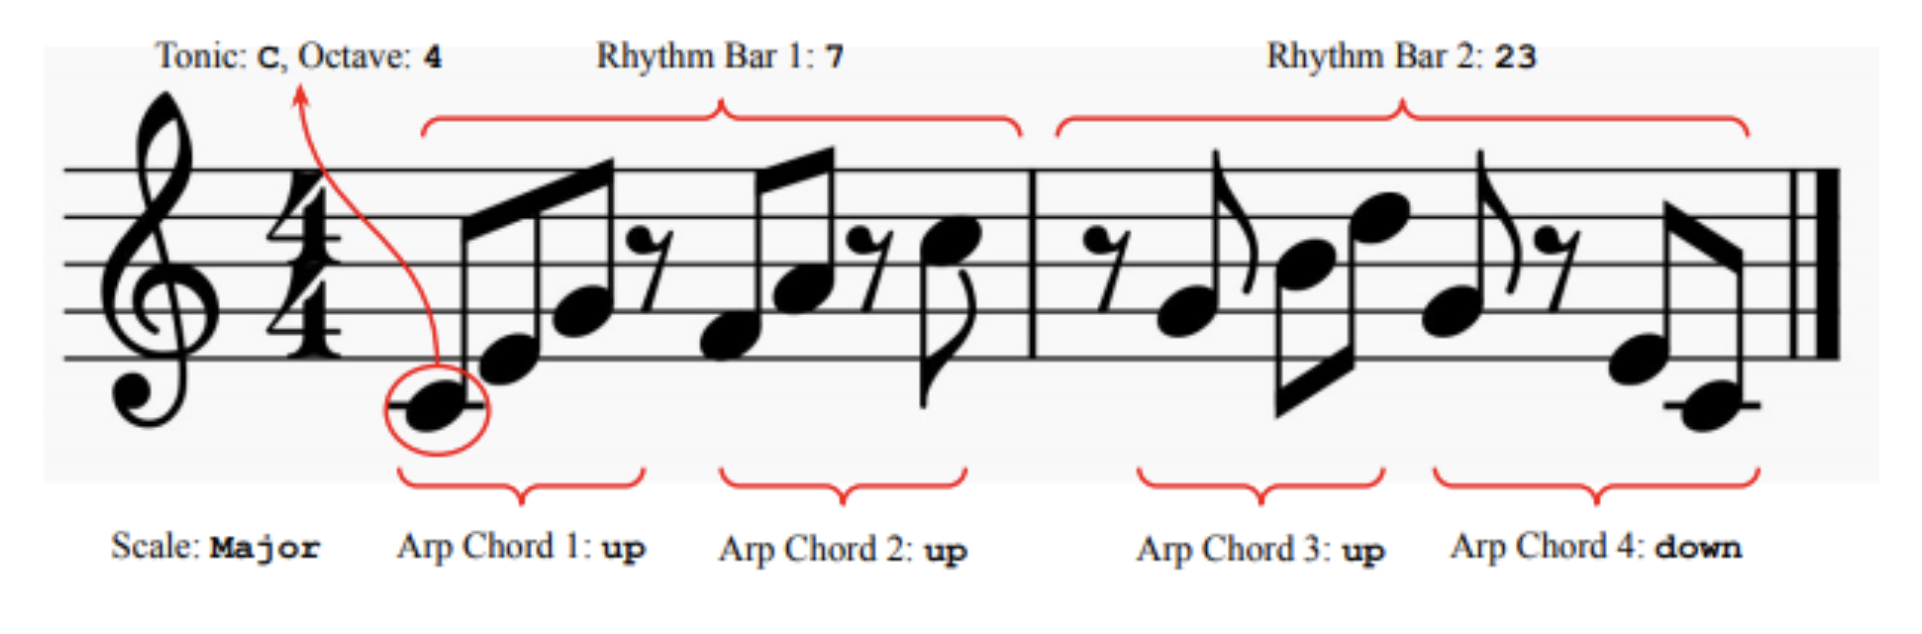 Tonic: C, Octave: 4 Rhythm Bar 1: 7 Rhythm Bar 2: 23
4
4
Scale: Major Arp Chord 1: up Arp Chord 2: up Arp Chord 3: up Arp Chord 4: down